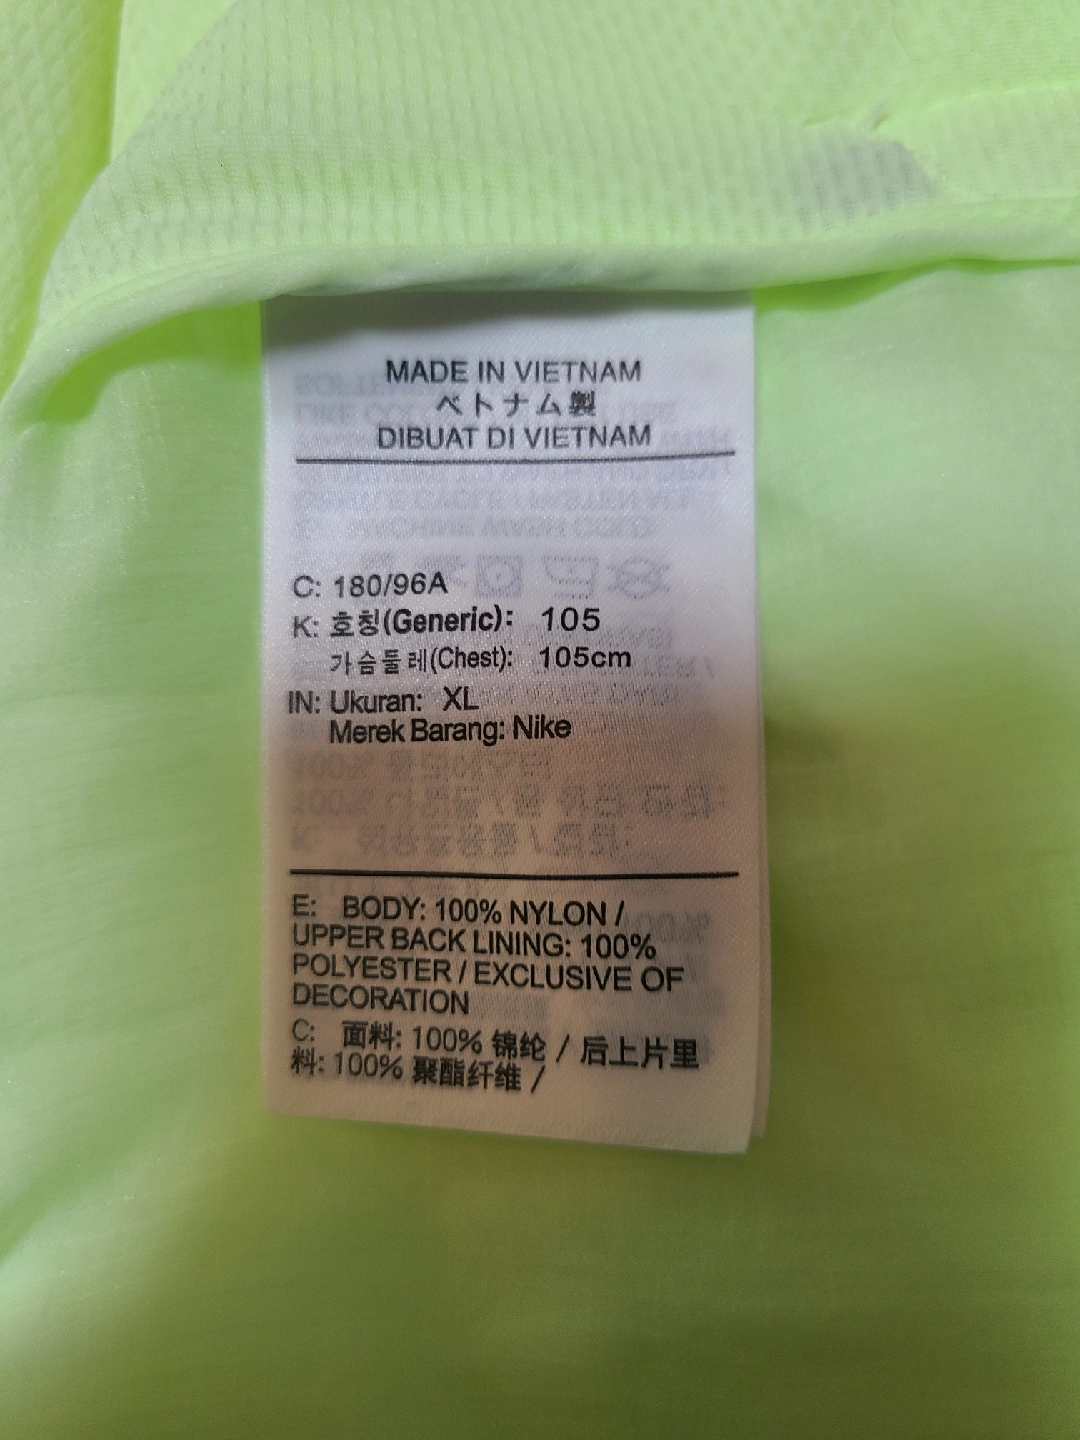 MADE IN VIETNAM
ベトナム製
DIBUAT DI VIETNAM
C: 180/96A
K: 호칭(Generic): 105
가슴둘레(Chest): 105cm
IN: Ukuran: XL
Merek Barang: Nike
E: BODY: 100% NYLON /
UPPER BACK LINING: 100%
POLYESTER / EXCLUSIVE OF
DECORATION
C: 面料: 100% 锦纶 / 后上片里
料: 100% 聚酯纤维 /